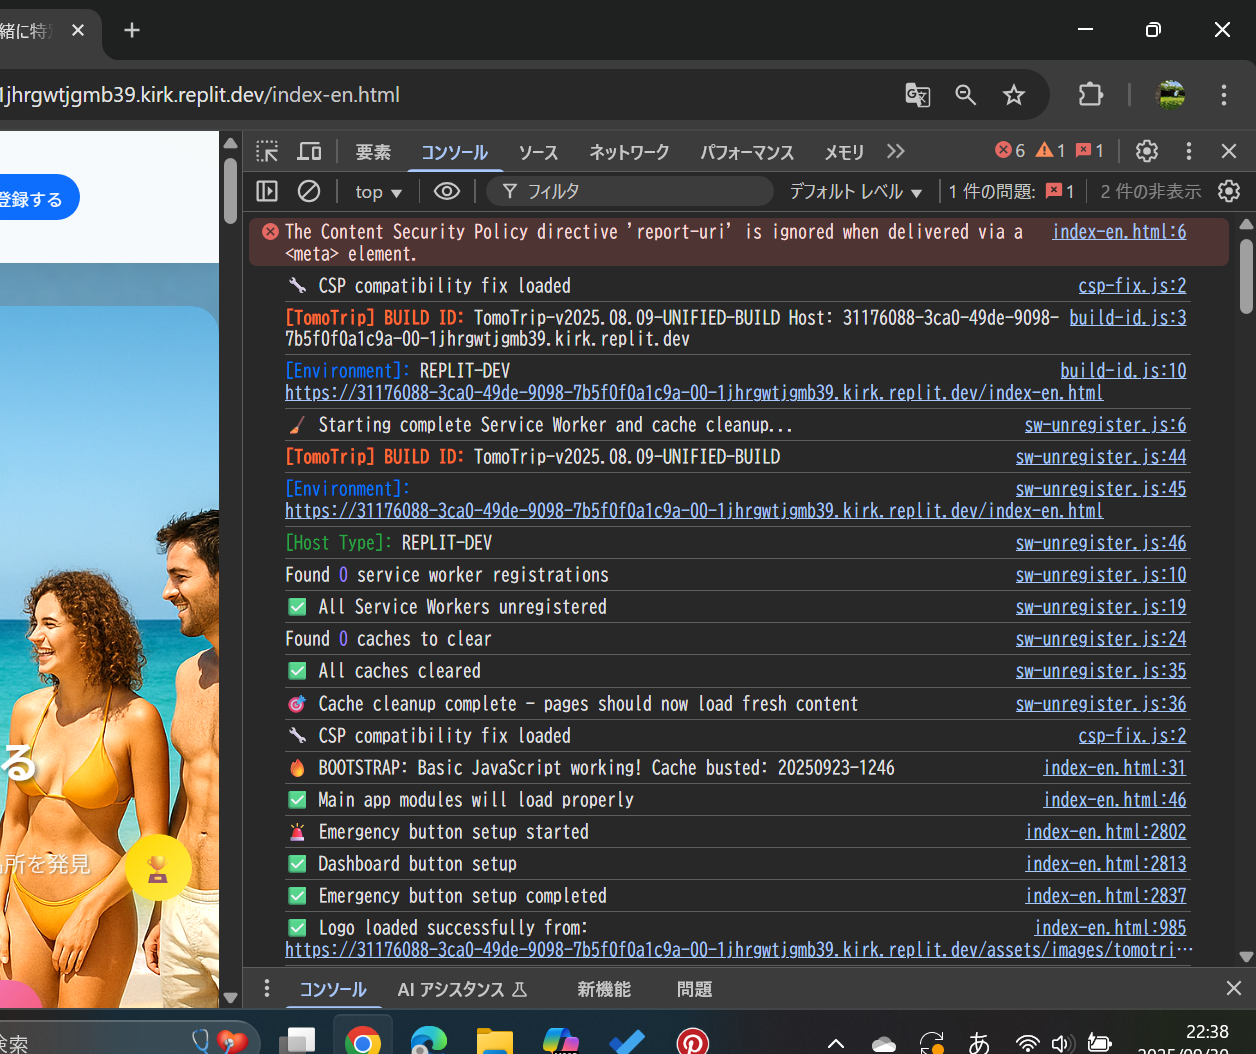 緒に特
1jhrgwtjgmb39.kirk.replit.dev/index-en.html
登録する
要素 コンソール ソース ネットワーク パフォーマンス メモリ 6 1 1
top フィルタ デフォルト レベル 1 件の問題: 1 2 件の非表示
The Content Security Policy directive 'report-uri' is ignored when delivered via a index-en.html:6
<meta> element.
CSP compatibility fix loaded csp-fix.js:2
[TomoTrip] BUILD ID: TomoTrip-v2025.08.09-UNIFIED-BUILD Host: 31176088-3ca0-49de-9098- build-id.js:3
7b5f0f0a1c9a-00-1jhrgwtjgmb39.kirk.replit.dev
[Environment]: REPLIT-DEV build-id.js:10
https://31176088-3ca0-49de-9098-7b5f0f0a1c9a-00-1jhrgwtjgmb39.kirk.replit.dev/index-en.html
Starting complete Service Worker and cache cleanup... sw-unregister.js:6
[TomoTrip] BUILD ID: TomoTrip-v2025.08.09-UNIFIED-BUILD sw-unregister.js:44
[Environment]: sw-unregister.js:45
https://31176088-3ca0-49de-9098-7b5f0f0a1c9a-00-1jhrgwtjgmb39.kirk.replit.dev/index-en.html
[Host Type]: REPLIT-DEV sw-unregister.js:46
Found 0 service worker registrations sw-unregister.js:10
✅ All Service Workers unregistered sw-unregister.js:19
Found 0 caches to clear sw-unregister.js:24
✅ All caches cleared sw-unregister.js:35
🎯 Cache cleanup complete - pages should now load fresh content sw-unregister.js:36
CSP compatibility fix loaded csp-fix.js:2
🔥 BOOTSTRAP: Basic JavaScript working! Cache busted: 20250923-1246 index-en.html:31
✅ Main app modules will load properly index-en.html:46
🚨 Emergency button setup started index-en.html:2802
✅ Dashboard button setup index-en.html:2813
✅ Emergency button setup completed index-en.html:2837
✅ Logo loaded successfully from: index-en.html:985
https://31176088-3ca0-49de-9098-7b5f0f0a1c9a-00-1jhrgwtjgmb39.kirk.replit.dev/assets/images/tomotri…
る
所を発見
コンソール AI アシスタンス 新機能 問題
検索 あ 22:38